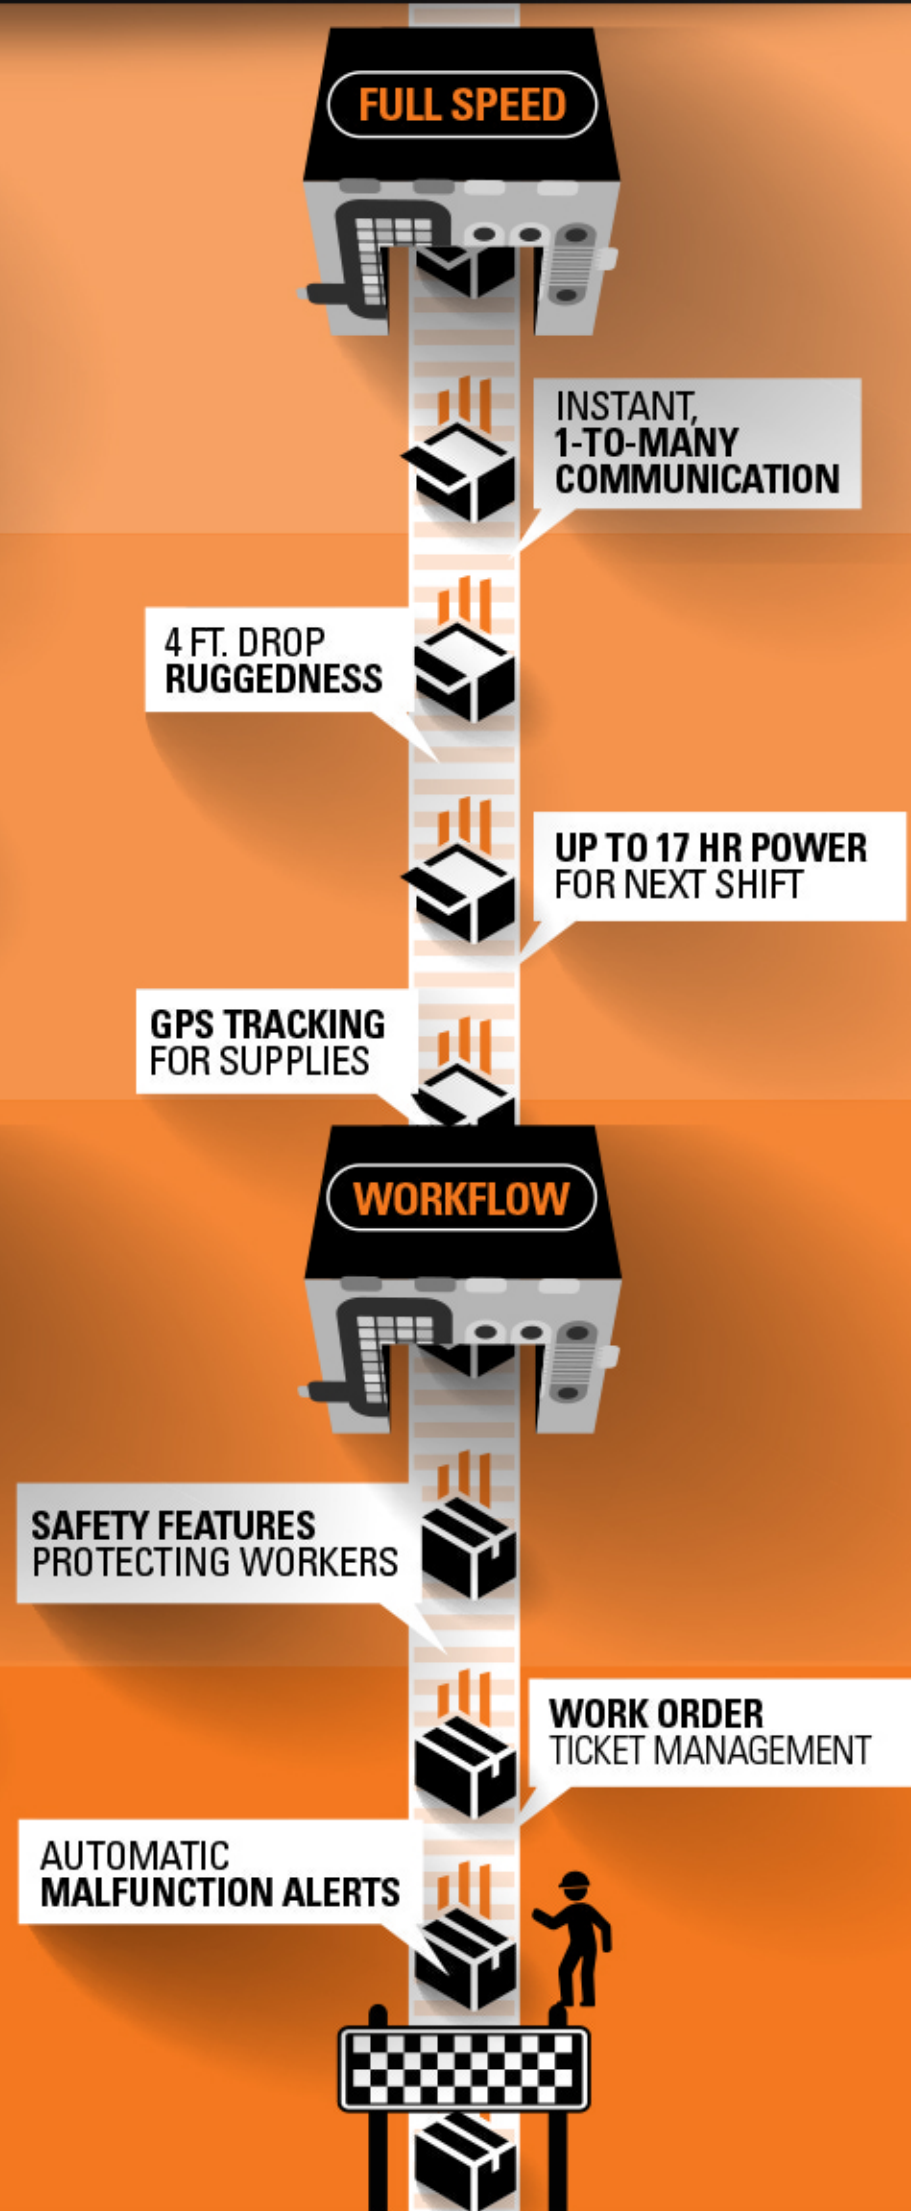 FULL SPEED
INSTANT,
1-TO-MANY
COMMUNICATION
4 FT. DROP
RUGGEDNESS
UP TO 17 HR POWER
FOR NEXT SHIFT
GPS TRACKING
FOR SUPPLIES
WORKFLOW
SAFETY FEATURES
PROTECTING WORKERS
WORK ORDER
TICKET MANAGEMENT
AUTOMATIC
MALFUNCTION ALERTS